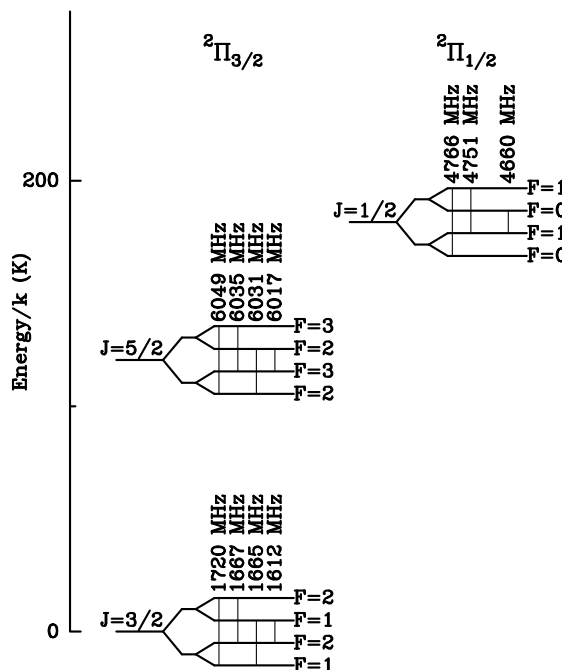 ²Π₃/₂
²Π₁/₂
Energy/k (K)
200
0
4766 MHz
4751 MHz
4660 MHz
J=1/2
F=1
F=0
F=1
F=0
6049 MHz
6035 MHz
6031 MHz
6017 MHz
J=5/2
F=3
F=2
F=3
F=2
1720 MHz
1667 MHz
1665 MHz
1612 MHz
J=3/2
F=2
F=1
F=2
F=1